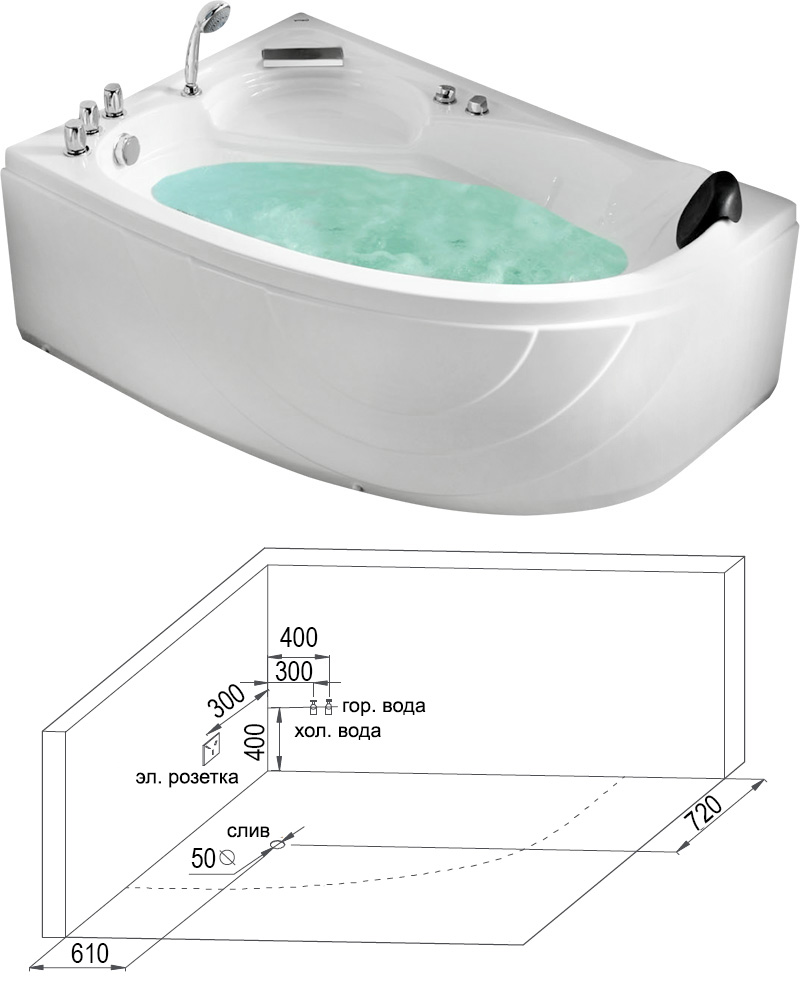 400
300
300
гор. вода
хол. вода
400
эл. розетка
слив
50∅
720
610